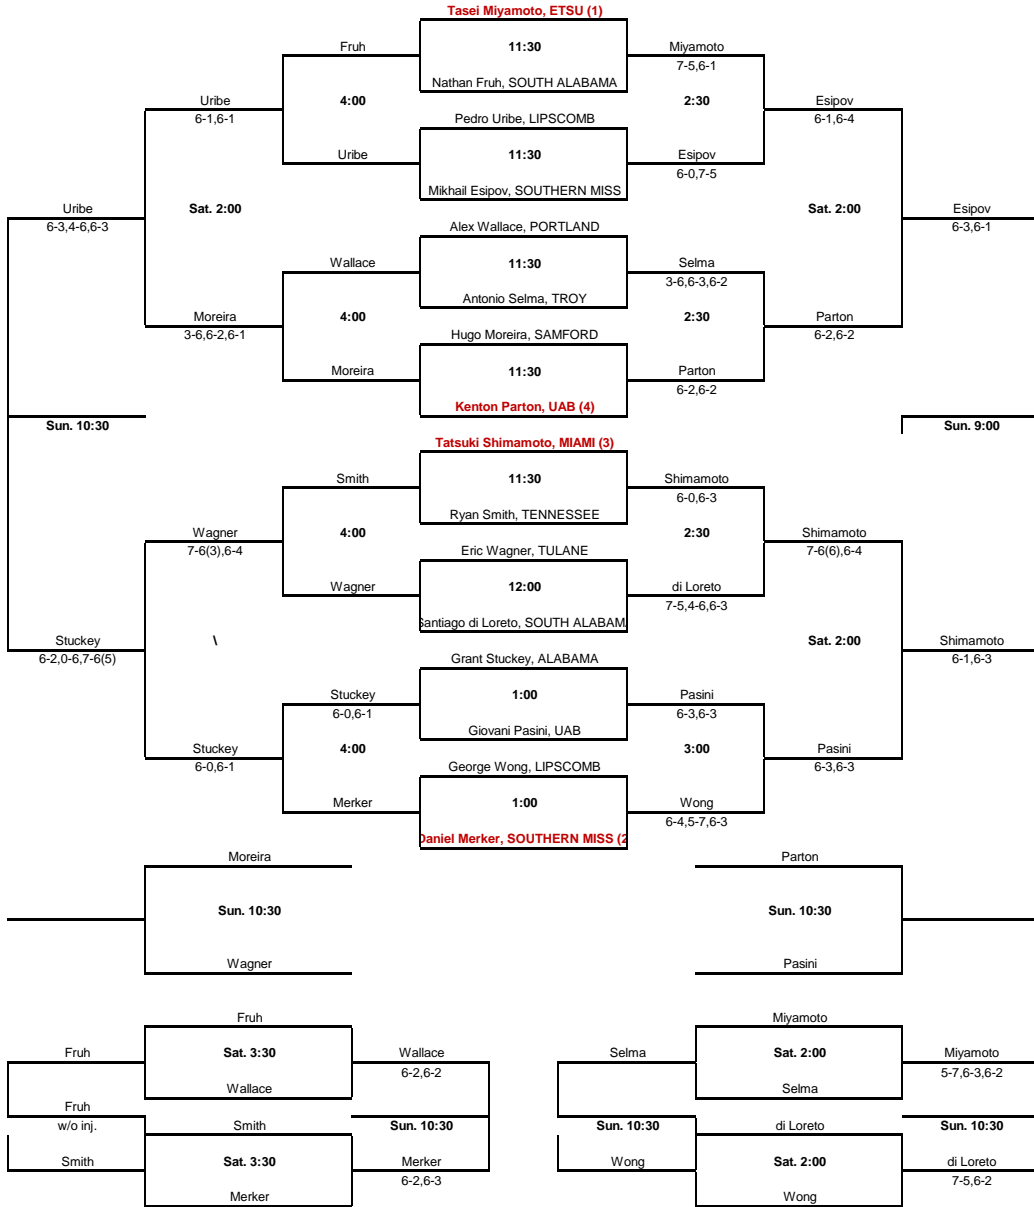 Tasei Miyamoto, ETSU (1)
Fruh
11:30
Miyamoto
7-5,6-1
Nathan Fruh, SOUTH ALABAMA
Uribe
6-1,6-1
4:00
2:30
Esipov
6-1,6-4
Pedro Uribe, LIPSCOMB
Uribe
11:30
Esipov
6-0,7-5
Mikhail Esipov, SOUTHERN MISS
Uribe
6-3,4-6,6-3
Sat. 2:00
Sat. 2:00
Esipov
6-3,6-1
Alex Wallace, PORTLAND
Wallace
11:30
Selma
3-6,6-3,6-2
Antonio Selma, TROY
Moreira
3-6,6-2,6-1
4:00
2:30
Parton
6-2,6-2
Hugo Moreira, SAMFORD
Moreira
11:30
Parton
6-2,6-2
Kenton Parton, UAB (4)
Sun. 10:30
Sun. 9:00
Tatsuki Shimamoto, MIAMI (3)
Smith
11:30
Shimamoto
6-0,6-3
Ryan Smith, TENNESSEE
Wagner
7-6(3),6-4
4:00
2:30
Shimamoto
7-6(6),6-4
Eric Wagner, TULANE
Wagner
12:00
di Loreto
7-5,4-6,6-3
Santiago di Loreto, SOUTH ALABAM
Stuckey
6-2,0-6,7-6(5)
\
Sat. 2:00
Shimamoto
6-1,6-3
Grant Stuckey, ALABAMA
Stuckey
6-0,6-1
1:00
Pasini
6-3,6-3
Giovani Pasini, UAB
Stuckey
6-0,6-1
4:00
3:00
Pasini
6-3,6-3
George Wong, LIPSCOMB
Merker
1:00
Wong
6-4,5-7,6-3
Daniel Merker, SOUTHERN MISS (2
Moreira
Parton
Sun. 10:30
Sun. 10:30
Wagner
Pasini
Fruh
Miyamoto
Fruh
Sat. 3:30
Wallace
6-2,6-2
Selma
Sat. 2:00
Miyamoto
5-7,6-3,6-2
Wallace
Selma
Fruh
w/o inj.
Smith
Sun. 10:30
Sun. 10:30
di Loreto
Sun. 10:30
Smith
Sat. 3:30
Merker
6-2,6-3
Wong
Sat. 2:00
di Loreto
7-5,6-2
Merker
Wong